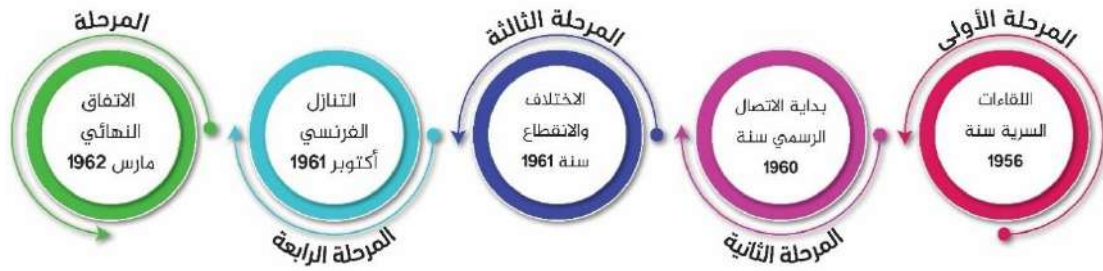 المرحلة الأولى
اللقاءات
السرية سنة
1956
بداية الاتصال
الرسمي سنة
1960
المرحلة الثانية
المرحلة الثالثة
الاختلاف
والانقطاع
سنة 1961
التنازل
الفرنسي
أكتوبر 1961
المرحلة الرابعة
المرحلة
الاتفاق
النهائي
مارس 1962